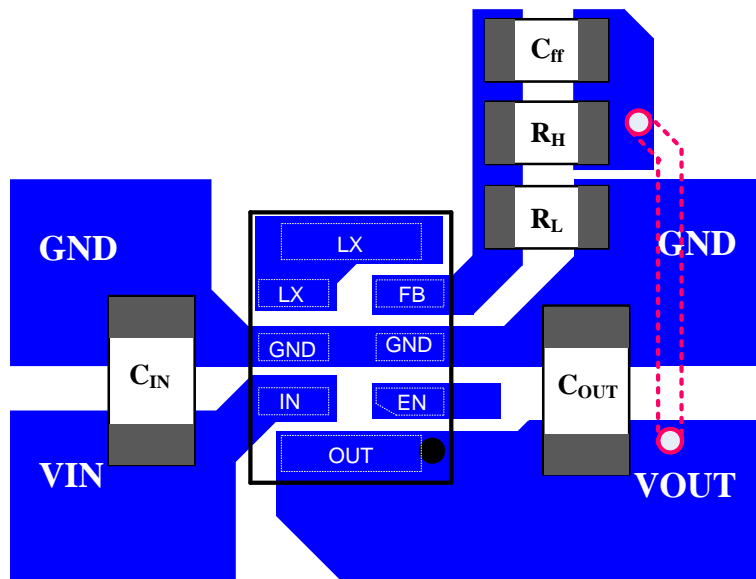 Cff
RH
RL
GND
LX
GND
LX
FB
GND
GND
CIN
COUT
IN
EN
OUT
VIN
VOUT